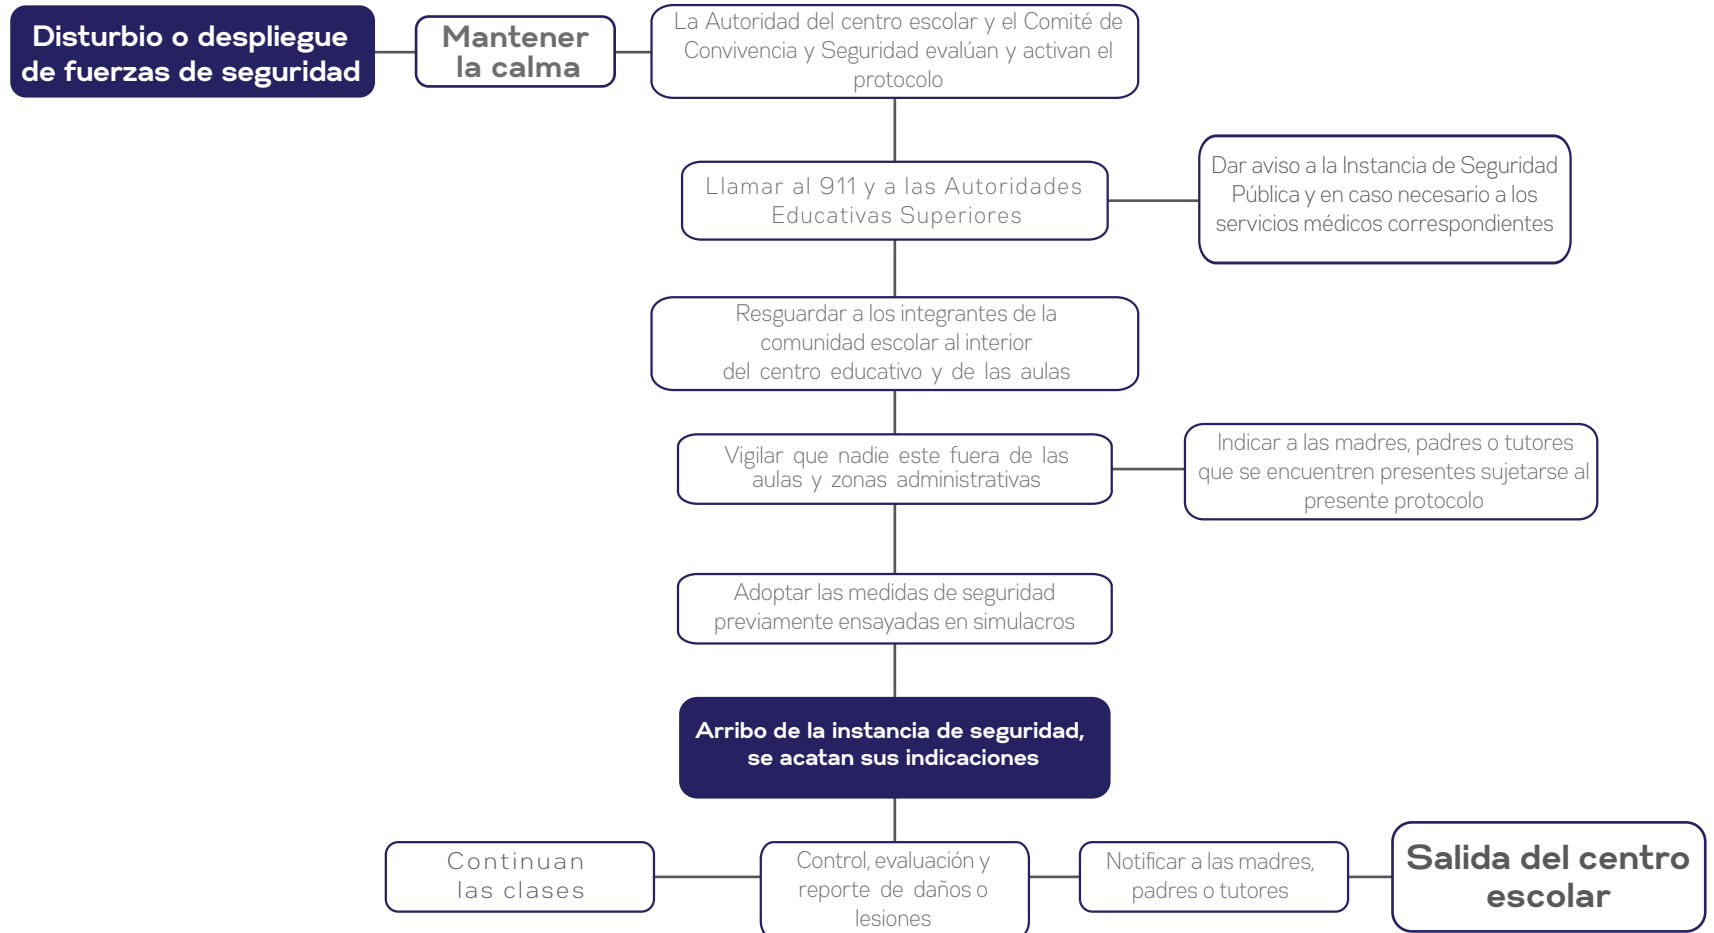 Disturbio o despliegue
de fuerzas de seguridad
Mantener
la calma
La Autoridad del centro escolar y el Comité de
Convivencia y Seguridad evalúan y activan el
protocolo
Llamar al 911 y a las Autoridades
Educativas Superiores
Dar aviso a la Instancia de Seguridad
Pública y en caso necesario a los
servicios médicos correspondientes
Resguardar a los integrantes de la
comunidad escolar al interior
del centro educativo y de las aulas
Vigilar que nadie este fuera de las
aulas y zonas administrativas
Indicar a las madres, padres o tutores
que se encuentren presentes sujetarse al
presente protocolo
Adoptar las medidas de seguridad
previamente ensayadas en simulacros
Arribo de la instancia de seguridad,
se acatan sus indicaciones
Continuan
las clases
Control, evaluación y
reporte de daños o
lesiones
Notificar a las madres,
padres o tutores
Salida del centro
escolar